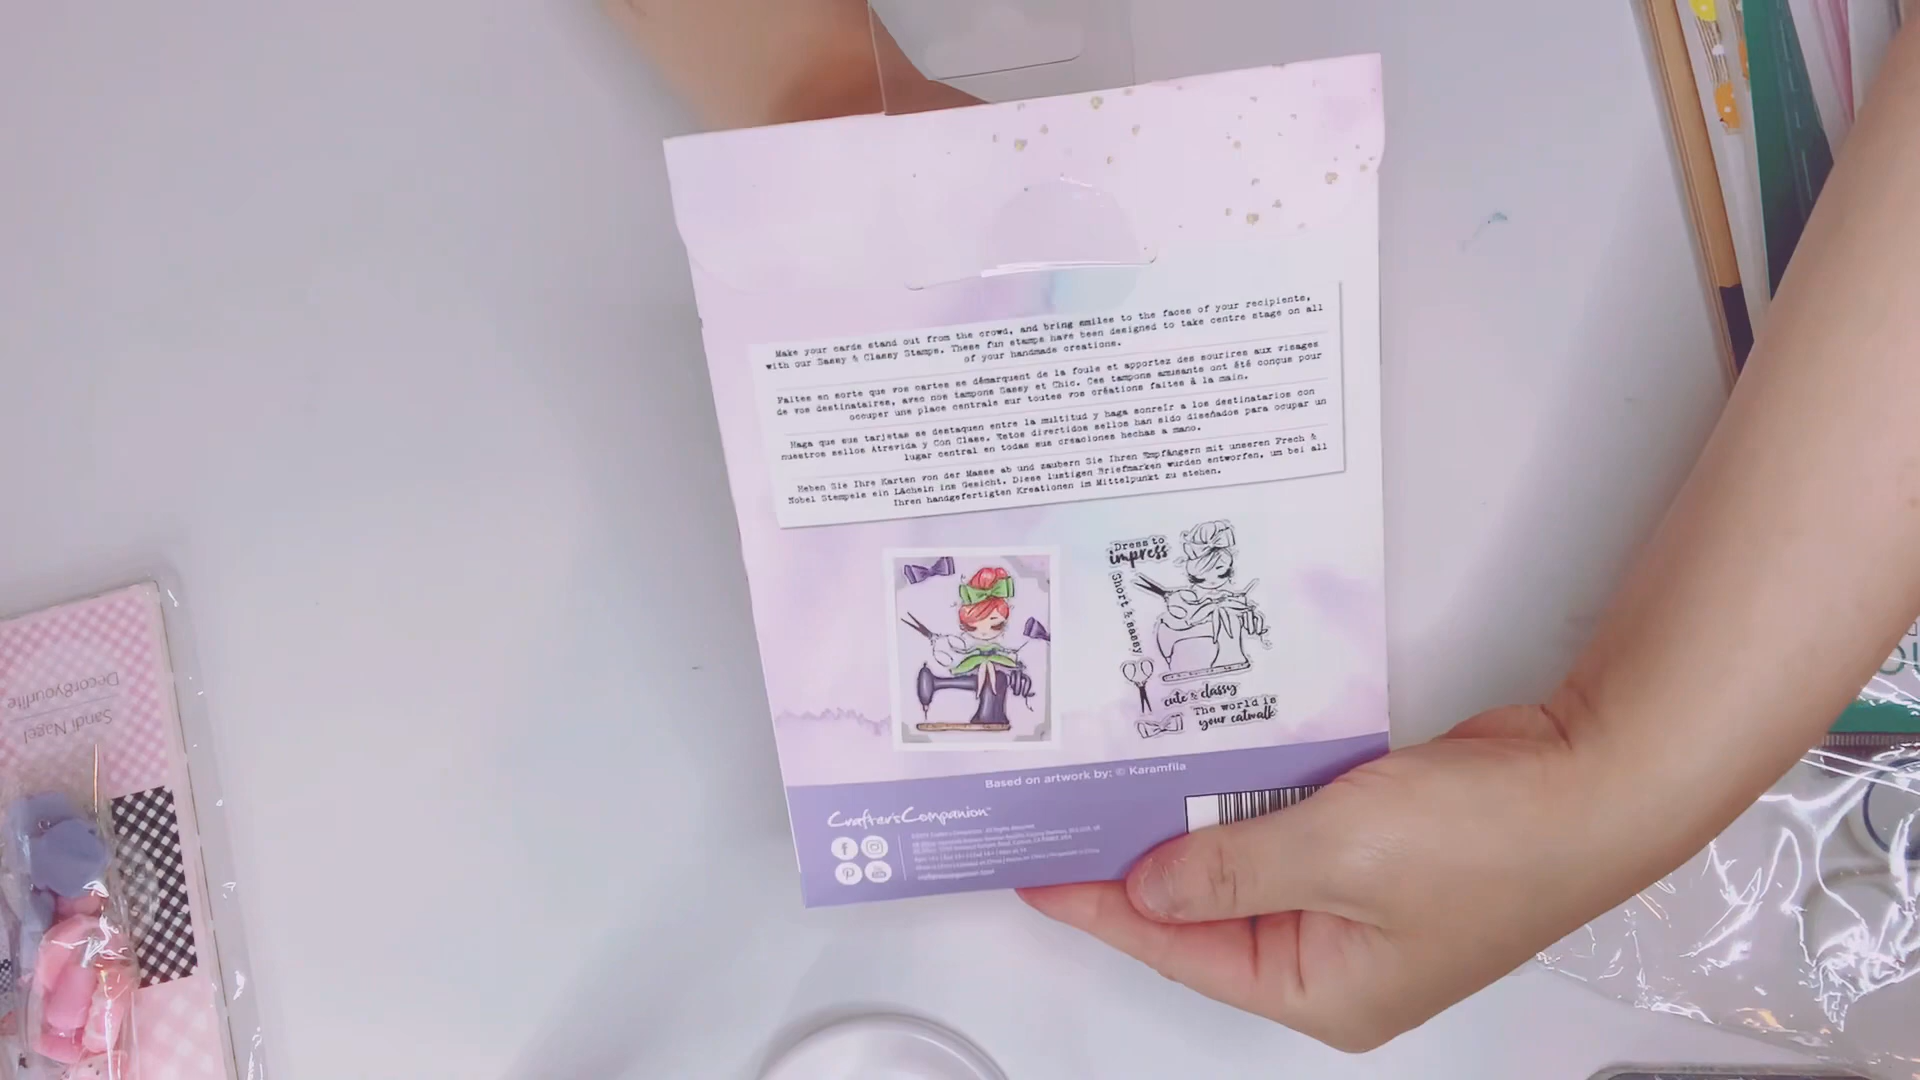 Make your cards stand out from the crowd, and bring smiles to the faces of your recipients,
with our Sassy & Classy Stamps. These fun stamps have been designed to take centre stage on all
of your handmade creations.
Faites en sorte que vos cartes se démarquent de la foule et apportez des sourires aux visages
de vos destinataires, avec nos tampons Sassy et Chic. Ces tampons amusants ont été conçus pour
occuper une place centrale sur toutes vos créations faites à la main.
Haga que sus tarjetas se destaquen entre la multitud y haga sonreír a los destinatarios con
nuestros sellos Atrevida y Con Clase. Estos divertidos sellos han sido diseñados para ocupar un
lugar central en todas sus creaciones hechas a mano.
Heben Sie Ihre Karten von der Masse ab und zaubern Sie Ihren Empfängern mit unseren Frech &
Nobel Stempels ein Lächeln ins Gesicht. Diese lustigen Briefmarken wurden entworfen, um bei all
Ihren handgefertigten Kreationen im Mittelpunkt zu stehen.
Dress to
impress
Short & sassy
cute & classy
The world is
your catwalk
Based on artwork by: © Karamfila
Crafter's Companion™
Decor8yourlife
Sandi Nagel